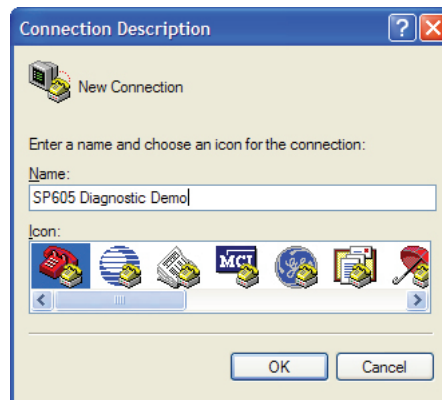 Connection Description
New Connection
Enter a name and choose an icon for the connection:
Name:
SP605 Diagnostic Demo
Icon:
MCI
OK
Cancel